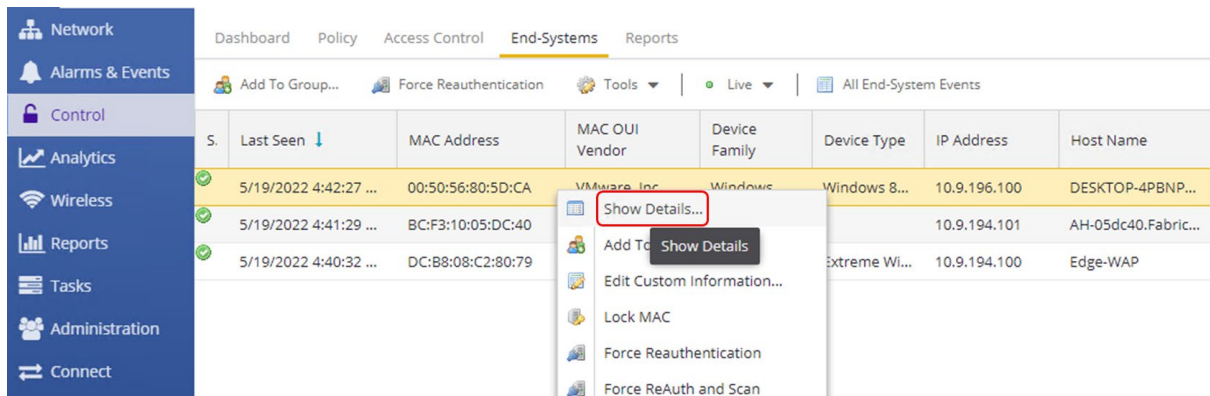 Network
Alarms & Events
Control
Analytics
Wireless
Reports
Tasks
Administration
Connect
Dashboard Policy Access Control End-Systems Reports
Add To Group... Force Reauthentication Tools Live All End-System Events
S. Last Seen MAC Address MAC OUI Vendor Device Family Device Type IP Address Host Name
5/19/2022 4:42:27 ... 00:50:56:80:5D:CA VMware, Inc. Windows Windows 8... 10.9.196.100 DESKTOP-4PBNP...
5/19/2022 4:41:29 ... BC:F3:10:05:DC:40 10.9.194.101 AH-05dc40.Fabric...
5/19/2022 4:40:32 ... DC:B8:08:C2:80:79 Extreme Wi... 10.9.194.100 Edge-WAP
Show Details...
Add To
Show Details
Edit Custom Information...
Lock MAC
Force Reauthentication
Force ReAuth and Scan